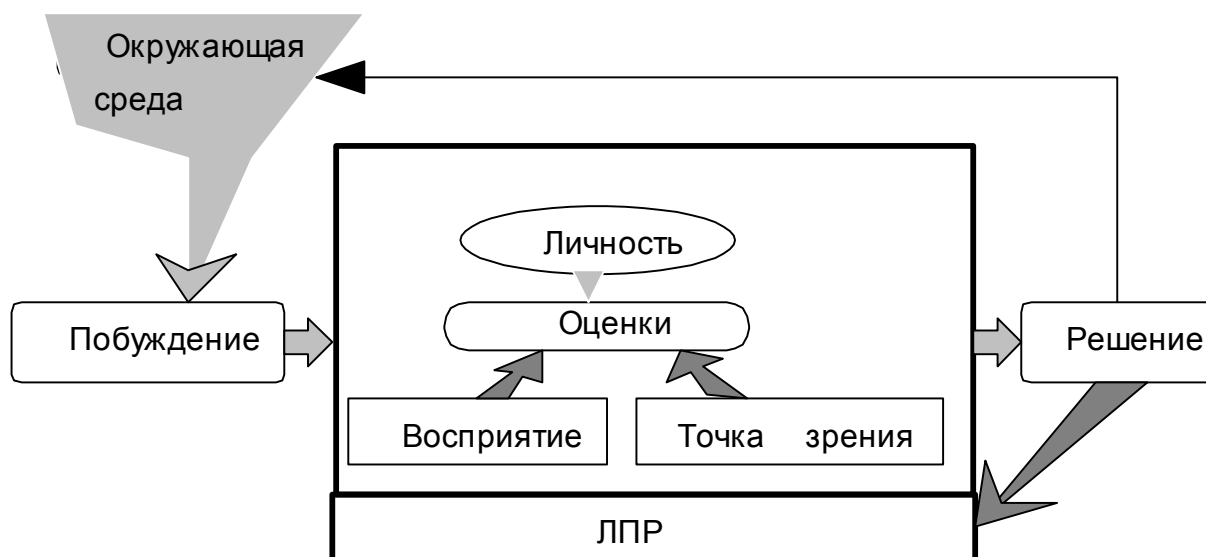 Окружающая
среда
Личность
Побуждение
Оценки
Решение
Восприятие
Точка зрения
ЛПР